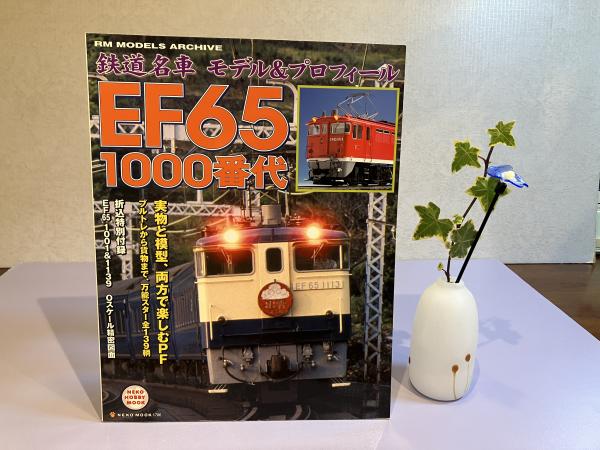 RM MODELS ARCHIVE
鉄道名車 モデル&プロフィール
EF65
1000番代
実物と模型、両方で楽しむPF
ブルトレから貨物まで、万能スター全139輌
折込特別付録
EF65-1001&1139 Oスケール精密図面
EF65 1113
NEKO
HOBBY
MOOK
NEKO MOOK